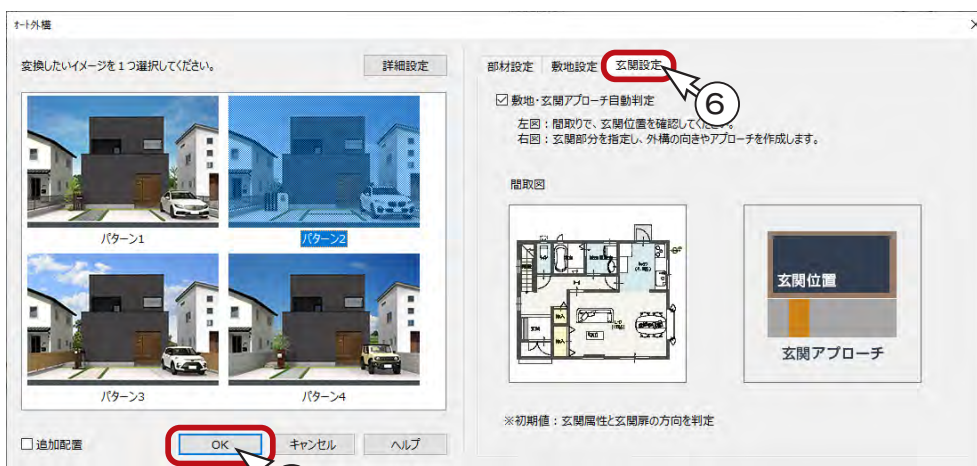 オート外構
変換したいイメージを1つ選択してください。
詳細設定
パターン1
パターン2
パターン3
パターン4
追加配置
OK
キャンセル
ヘルプ
部材設定
敷地設定
玄関設定
6
敷地・玄関アプローチ自動判定
左図：間取りで、玄関位置を確認してください。
右図：玄関部分を指定し、外構の向きやアプローチを作成します。
間取図
玄関位置
玄関アプローチ
※初期値：玄関属性と玄関扉の方向を判定